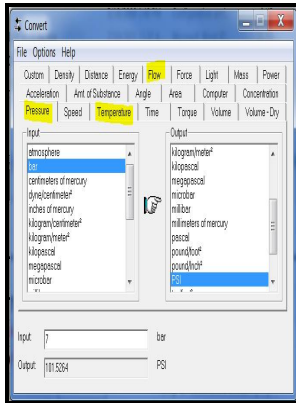 Convert
File Options Help
Custom Density Distance Energy Flow Force Light Mass Power
Acceleration Amt. of Substance Angle Area Computer Concentration
Pressure Speed Temperature Time Torque Volume Volume - Dry
Input
atmosphere
bar
centimeters of mercury
dyne/centimeter²
inches of mercury
kilogram/centimeter²
kilogram/meter²
kilopascal
megapascal
microbar
Output
kilogram/meter²
kilopascal
megapascal
microbar
millibar
millimeters of mercury
pascal
pound/foot²
pound/inch²
PSI
Input 7 bar
Output 101.5264 PSI